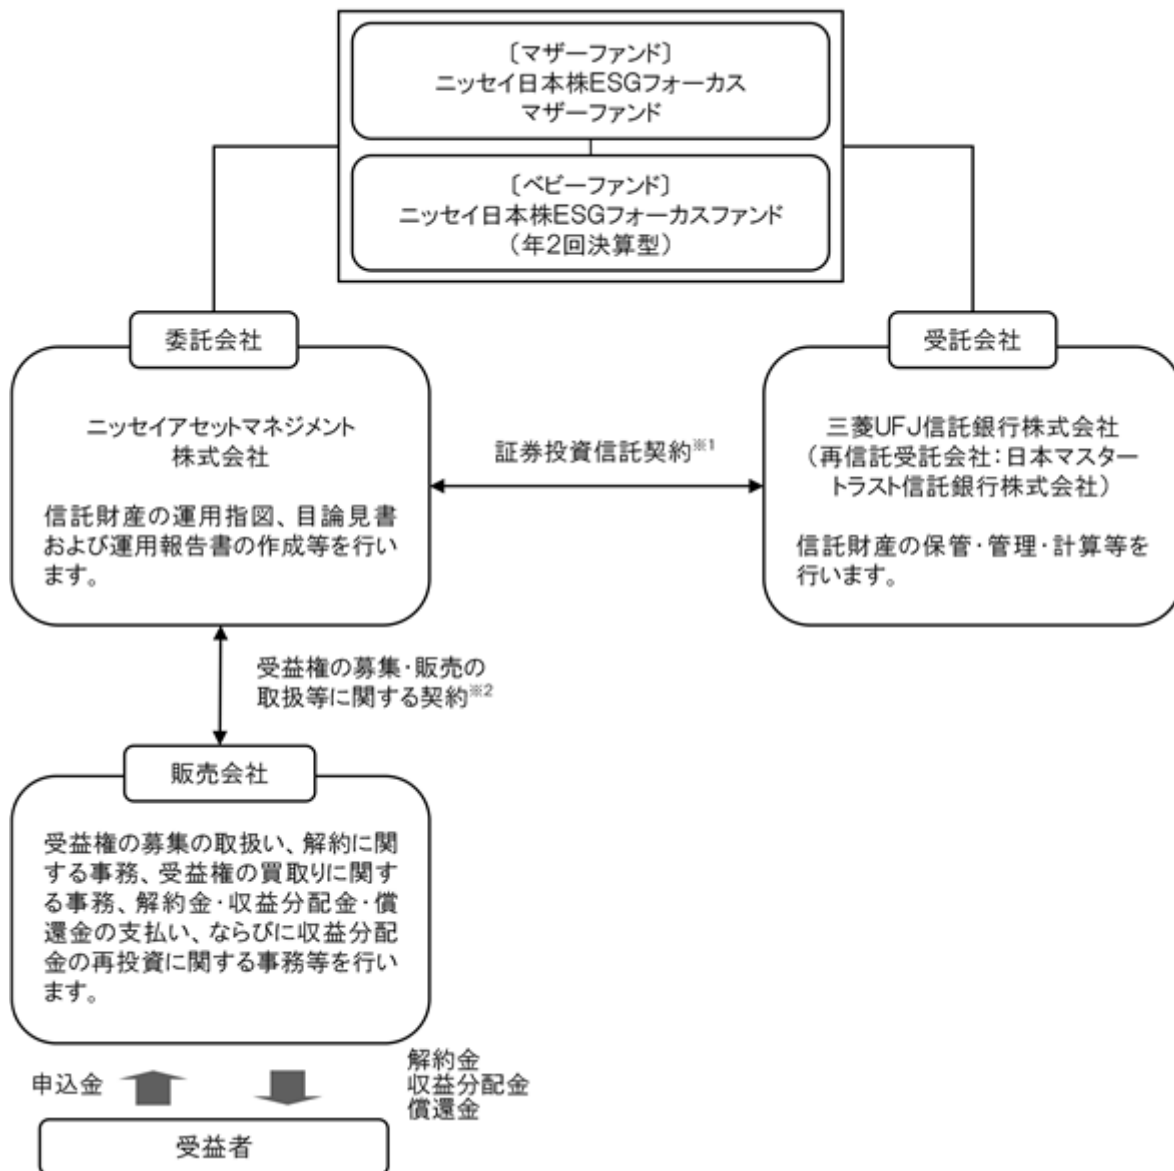 〔マザーファンド〕
ニッセイ日本株ESGフォーカス
マザーファンド
〔ベビーファンド〕
ニッセイ日本株ESGフォーカスファンド
（年2回決算型）
委託会社
ニッセイアセットマネジメント
株式会社
信託財産の運用指図、目論見書
および運用報告書の作成等を行い
ます。
証券投資信託契約※1
受託会社
三菱UFJ信託銀行株式会社
（再信託受託会社：日本マスター
トラスト信託銀行株式会社）
信託財産の保管・管理・計算等を
行います。
受益権の募集・販売の
取扱等に関する契約※2
販売会社
受益権の募集の取扱い、解約に関
する事務、受益権の買取りに関す
る事務、解約金・収益分配金・償
還金の支払い、ならびに収益分配
金の再投資に関する事務等を行い
ます。
申込金
解約金
収益分配金
償還金
受益者